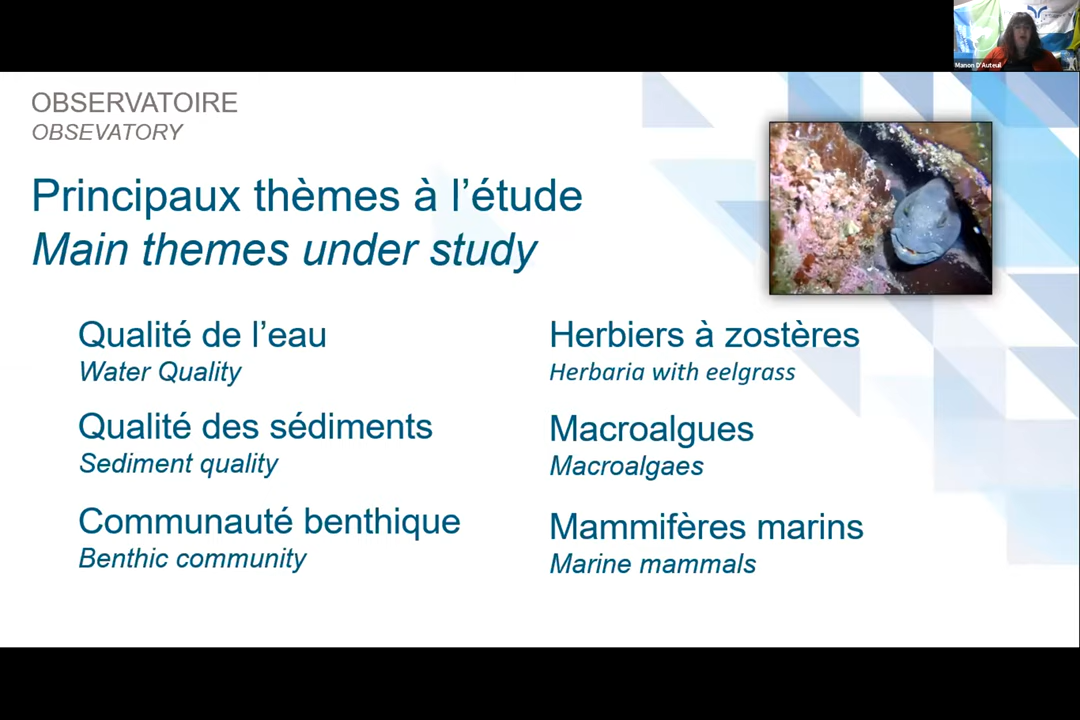 Manon D'Auteuil
OBSERVATOIRE
OBSEVATORY
Principaux thèmes à l'étude
Main themes under study
Qualité de l'eau
Water Quality
Qualité des sédiments
Sediment quality
Communauté benthique
Benthic community
Herbiers à zostères
Herbaria with eelgrass
Macroalgues
Macroalgaes
Mammifères marins
Marine mammals